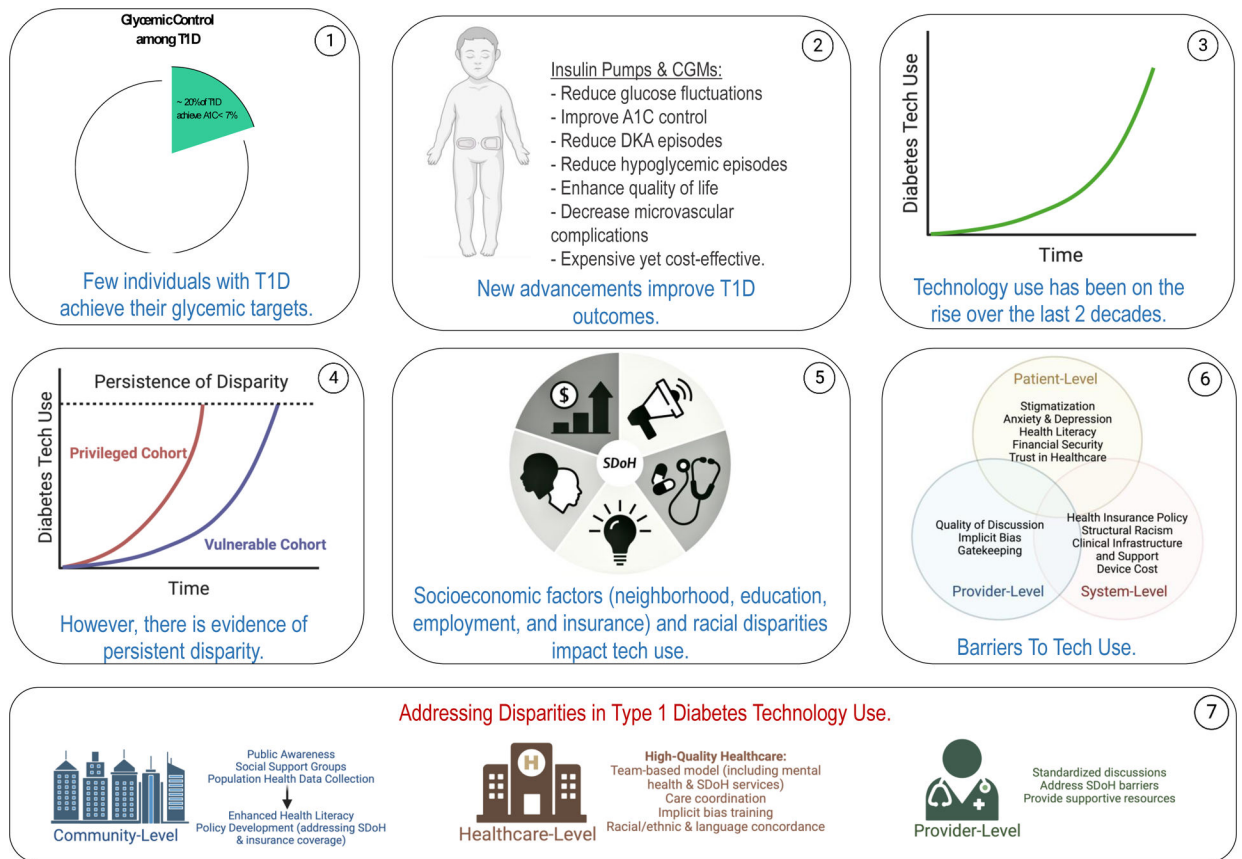 Glycemic Control
among T1D
1
~ 20% of T1D
achieve A1C< 7%
Few individuals with T1D
achieve their glycemic targets.
2
Insulin Pumps & CGMs:
- Reduce glucose fluctuations
- Improve A1C control
- Reduce DKA episodes
- Reduce hypoglycemic episodes
- Enhance quality of life
- Decrease microvascular
complications
- Expensive yet cost-effective.
New advancements improve T1D
outcomes.
3
Diabetes Tech Use
Time
Technology use has been on the
rise over the last 2 decades.
4
Persistence of Disparity
Diabetes Tech Use
Privileged Cohort
Vulnerable Cohort
Time
However, there is evidence of
persistent disparity.
5
$
SDoH
Socioeconomic factors (neighborhood, education,
employment, and insurance) and racial disparities
impact tech use.
6
Patient-Level
Stigmatization
Anxiety & Depression
Health Literacy
Financial Security
Trust in Healthcare
Quality of Discussion
Implicit Bias
Gatekeeping
Provider-Level
Health Insurance Policy
Structural Racism
Clinical Infrastructure
and Support
Device Cost
System-Level
Barriers To Tech Use.
7
Addressing Disparities in Type 1 Diabetes Technology Use.
Public Awareness
Social Support Groups
Population Health Data Collection
Enhanced Health Literacy
Policy Development (addressing SDoH
& insurance coverage)
Community-Level
H
High-Quality Healthcare:
Team-based model (including mental
health & SDoH services)
Care coordination
Implicit bias training
Racial/ethnic & language concordance
Healthcare-Level
Standardized discussions
Address SDoH barriers
Provide supportive resources
Provider-Level